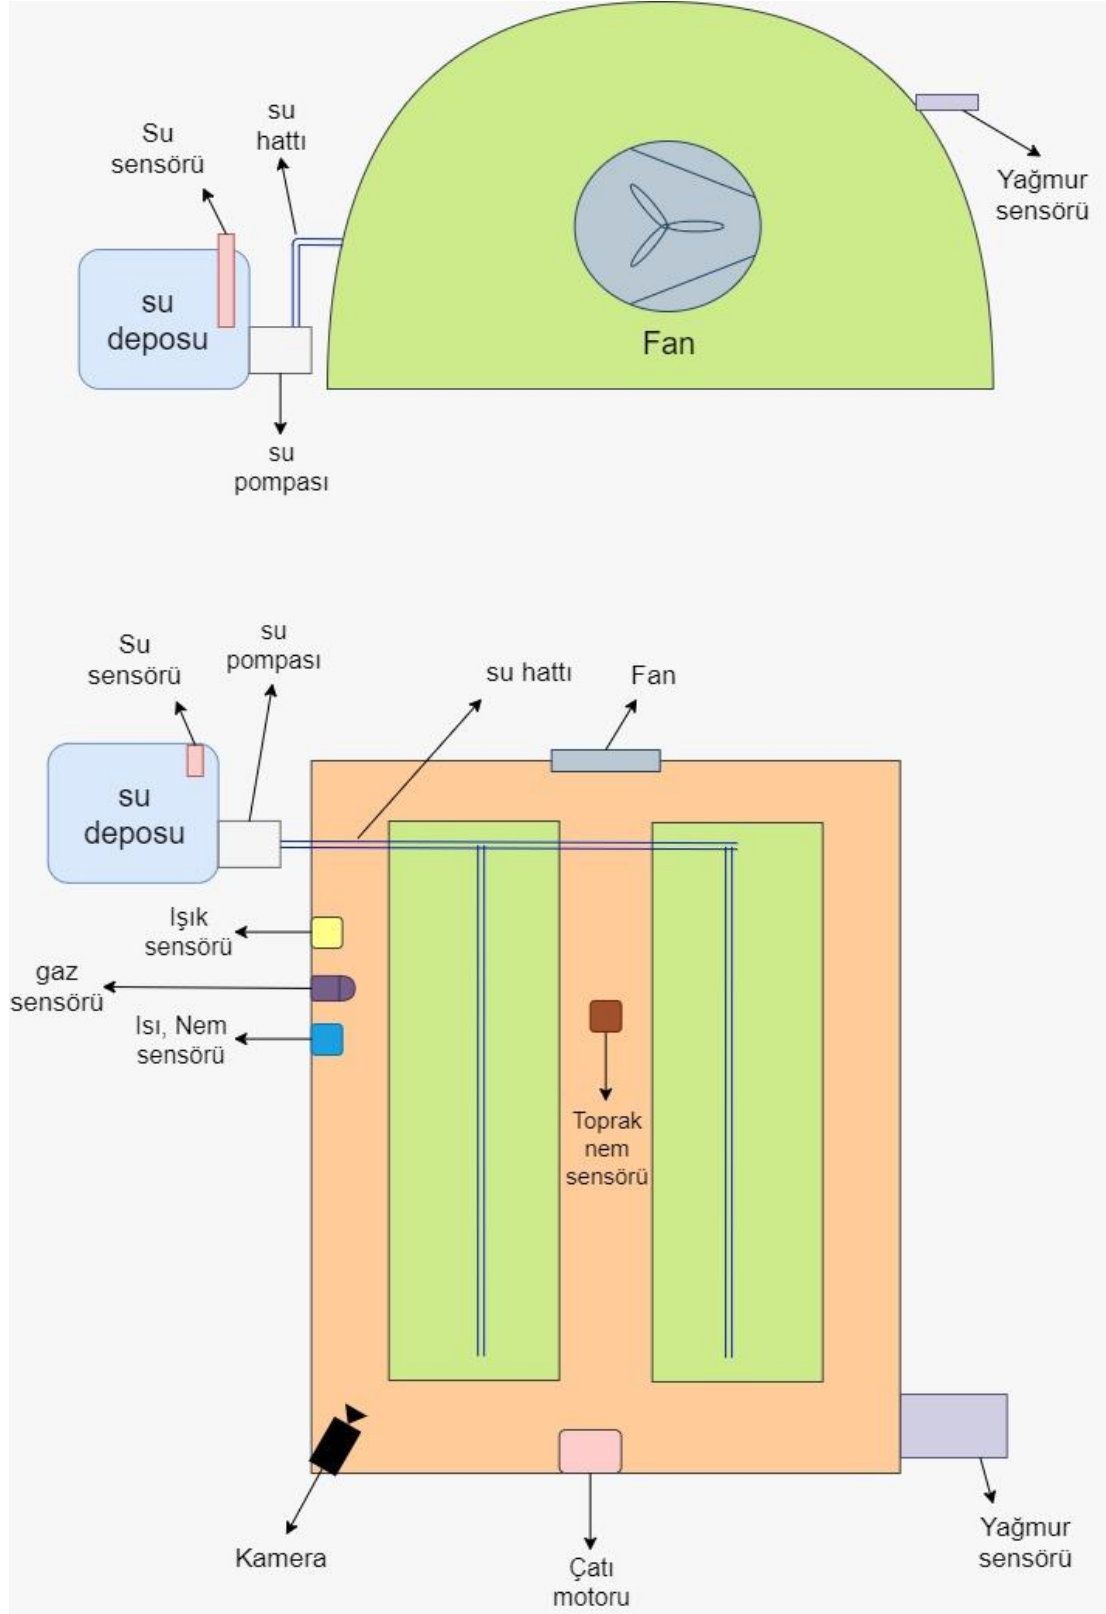 su
hattı
Su
sensörü
Yağmur
sensörü
su
deposu
Fan
su
pompası
su
pompası
Su
sensörü
su hattı
Fan
su
deposu
Işık
sensörü
gaz
sensörü
Isı, Nem
sensörü
Toprak
nem
sensörü
Yağmur
sensörü
Kamera
Çatı
motoru